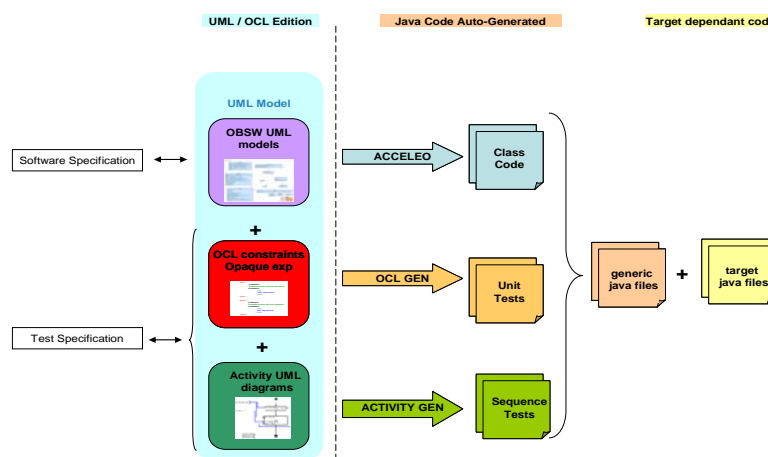 UML / OCL Edition
Java Code Auto-Generated
Target dependant cod
UML Model
OBSW UML
models
Software Specification
ACCELEO
Class
Code
+
OCL constraints
Opaque exp
OCL GEN
Unit
Tests
generic
java files
+
target
java files
Test Specification
+
Activity UML
diagrams
ACTIVITY GEN
Sequence
Tests